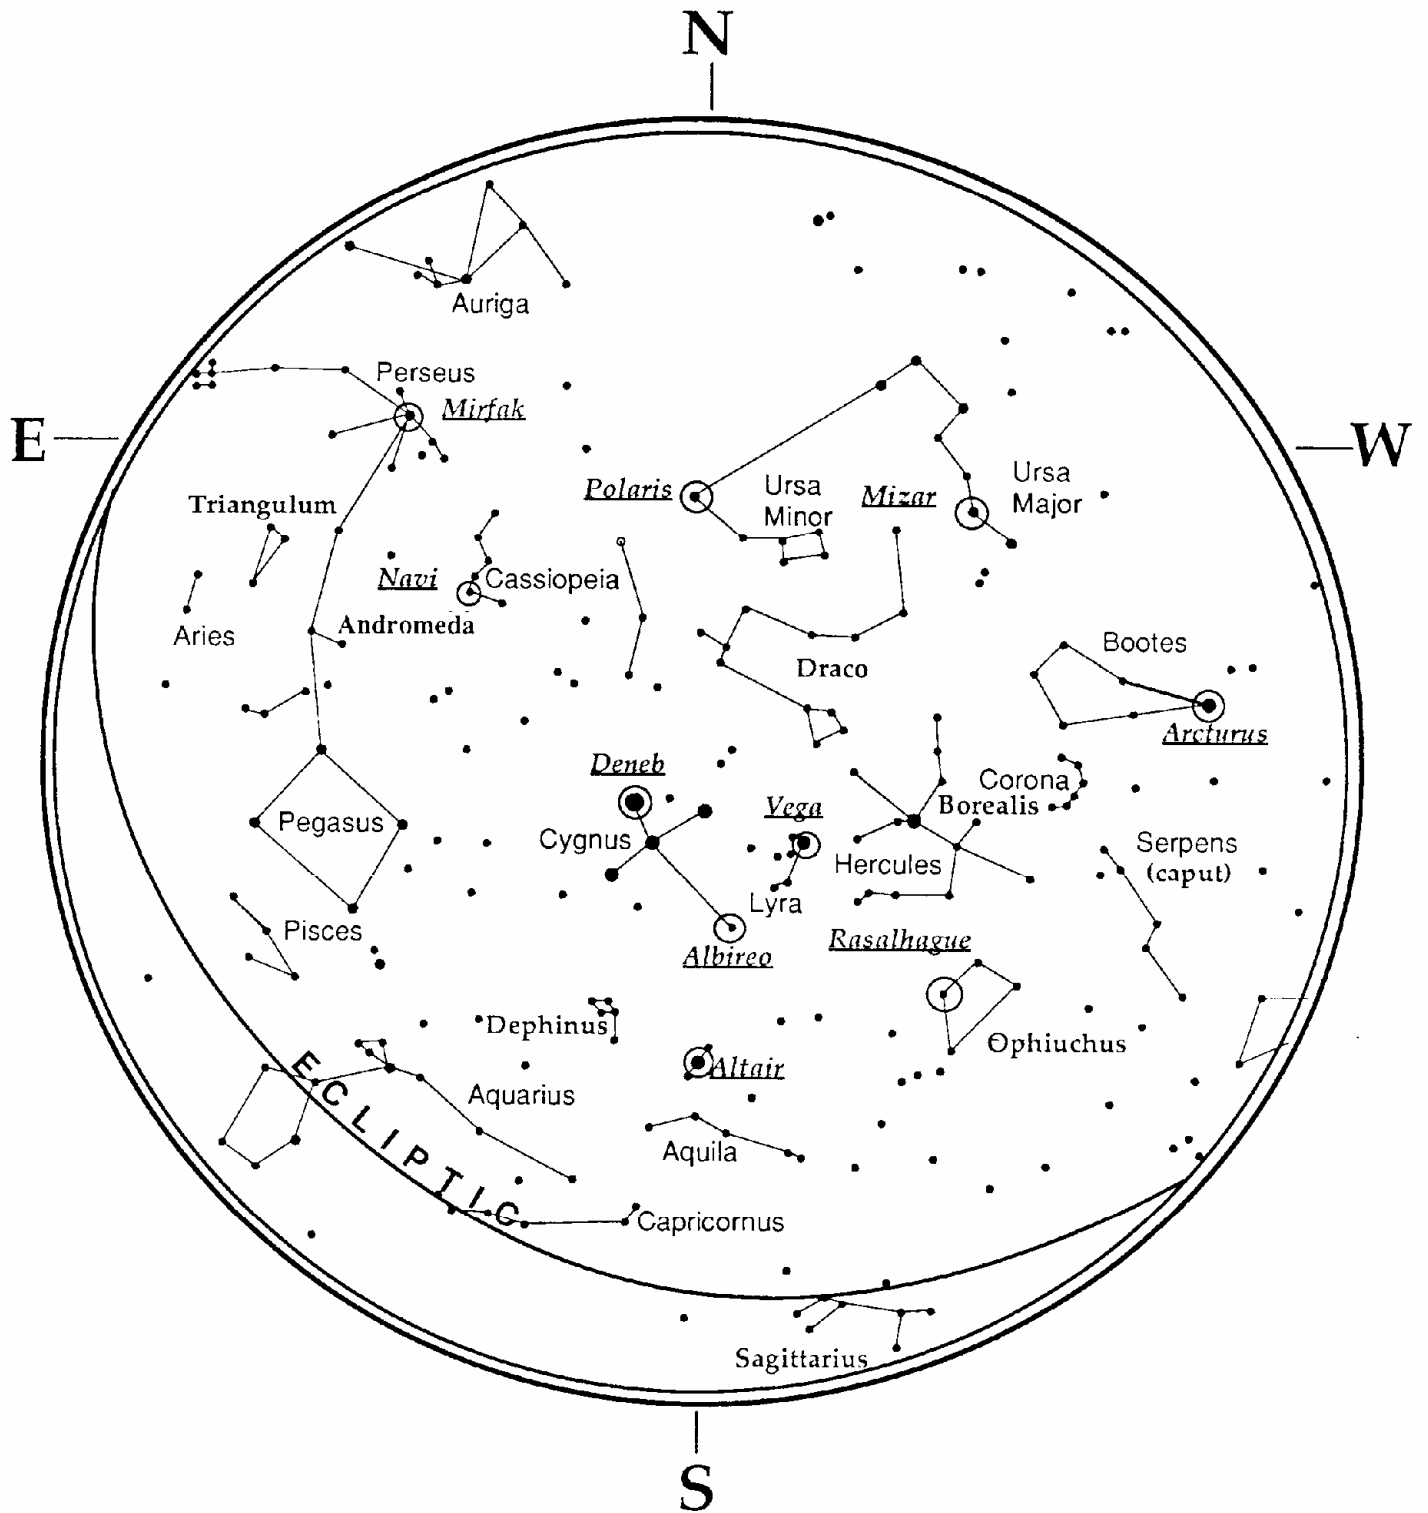 N
Auriga
Perseus
Mirfak
E
W
Polaris
Ursa
Minor
Mizar
Ursa
Major
Triangulum
Navi
Cassiopeia
Aries
Andromeda
Draco
Bootes
Arcturus
Deneb
Vega
Corona
Borealis
Pegasus
Cygnus
Hercules
Serpens
(caput)
Lyra
Pisces
Albireo
Rasalhague
Dephinus
Ophiuchus
Altair
Aquarius
ECLIPTIC
Aquila
Capricornus
Sagittarius
S